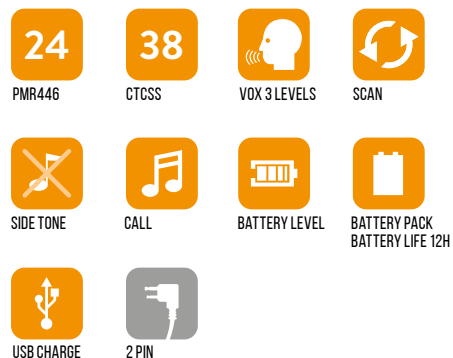 24
38
PMR446
CTCSS
VOX 3 LEVELS
SCAN
SIDE TONE
CALL
BATTERY LEVEL
BATTERY PACK
BATTERY LIFE 12H
USB CHARGE
2 PIN